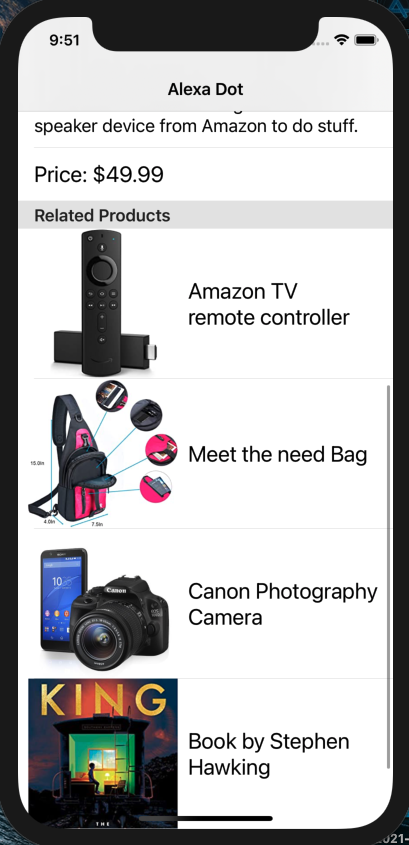 9:51
Alexa Dot
speaker device from Amazon to do stuff.
Price: $49.99
Related Products
Amazon TV
remote controller
15.0in
4.0in
7.5in
Meet the need Bag
Canon
Canon Photography
Camera
KING
THE
Book by Stephen
Hawking
2021-